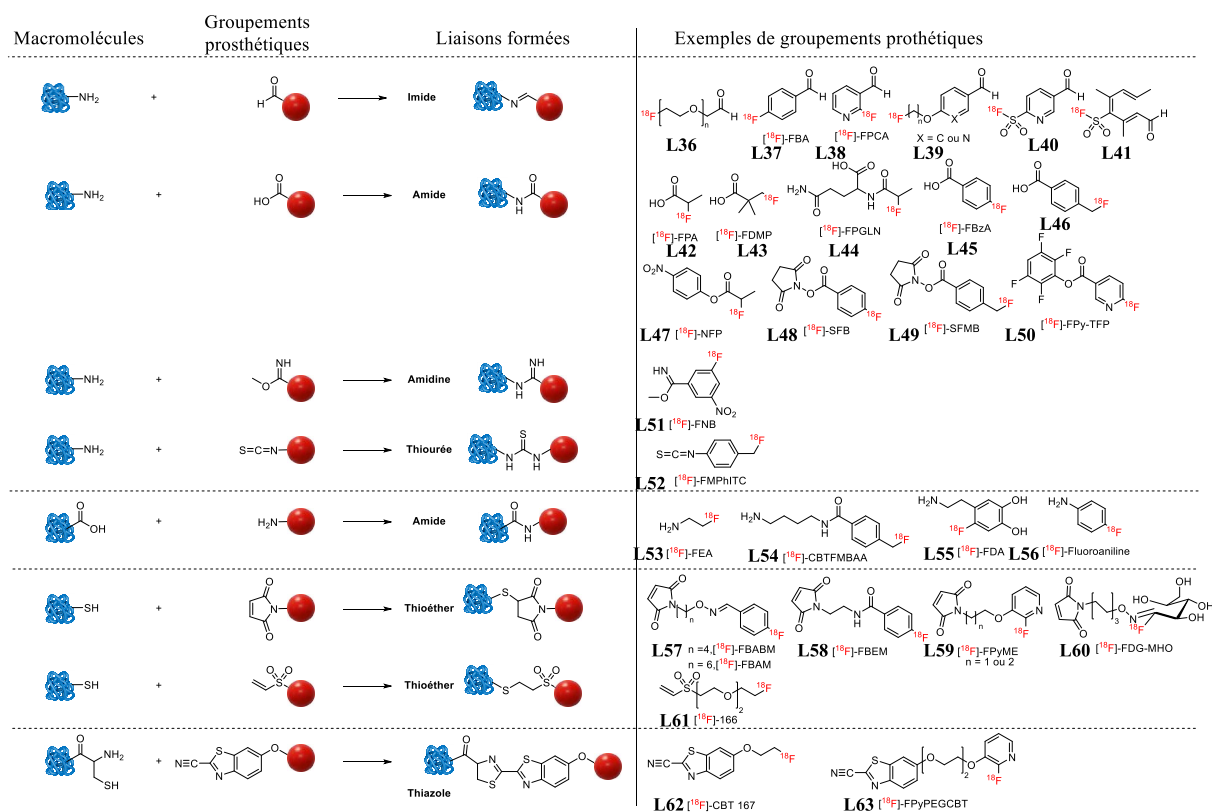 Macromolécules
Groupements
prosthétiques
Liaisons formées
Exemples de groupements prothétiques
NH2
+
H
O
Imide
N
18F
O
n
O
H
L36
O
H
18F
[18F]-FBA
L37
O
H
N
18F
[18F]-FPCA
L38
18F
n
O
X
O
H
X = C ou N
L39
18F
S
O
O
N
O
H
L40
18F
S
O
O
O
H
L41
NH2
+
HO
O
Amide
N
H
O
O
HO
18F
[18F]-FPA
L42
O
HO
18F
[18F]-FDMP
L43
H2N
O
HO
O
N
H
O
18F
[18F]-FPGLN
L44
O
HO
18F
[18F]-FBzA
L45
O
HO
18F
L46
O2N
O
O
18F
L47 [18F]-NFP
O
N
O
O
O
18F
L48 [18F]-SFB
O
N
O
O
O
18F
L49 [18F]-SFMB
F
F
F
F
O
O
N
18F
[18F]-FPy-TFP
L50
NH2
+
O
NH
Amidine
N
H
NH
18F
NH
O
NO2
L51 [18F]-FNB
NH2
+
S=C=N
Thiourée
S
N
H
N
H
S=C=N
18F
L52 [18F]-FMPhITC
O
OH
+
H2N
Amide
O
N
H
H2N
18F
L53 [18F]-FEA
H2N
N
H
O
18F
L54 [18F]-CBTFMBAA
H2N
18F
OH
OH
L55 [18F]-FDA
H2N
18F
L56 [18F]-Fluoroaniline
SH
+
O
N
O
Thioéther
S
O
N
O
O
N
O
n
O
N
18F
L57 n =4,[18F]-FBABM
n = 6,[18F]-FBAM
O
N
O
N
H
O
18F
L58 [18F]-FBEM
O
N
O
n
O
N
18F
L59 [18F]-FPyME
n = 1 ou 2
O
N
O
3
O
N
18F
OH
HO
OH
OH
L60 [18F]-FDG-MHO
SH
+
O
S
O
Thioéther
S
O
S
O
O
S
O
O
2
18F
L61 [18F]-166
O
NH2
SH
+
N≡
S
N
O
Thiazole
O
N
S
S
N
O
N≡
S
N
O
18F
L62 [18F]-CBT 167
N≡
S
N
O
O
2
O
N
18F
L63 [18F]-FPyPEGCBT